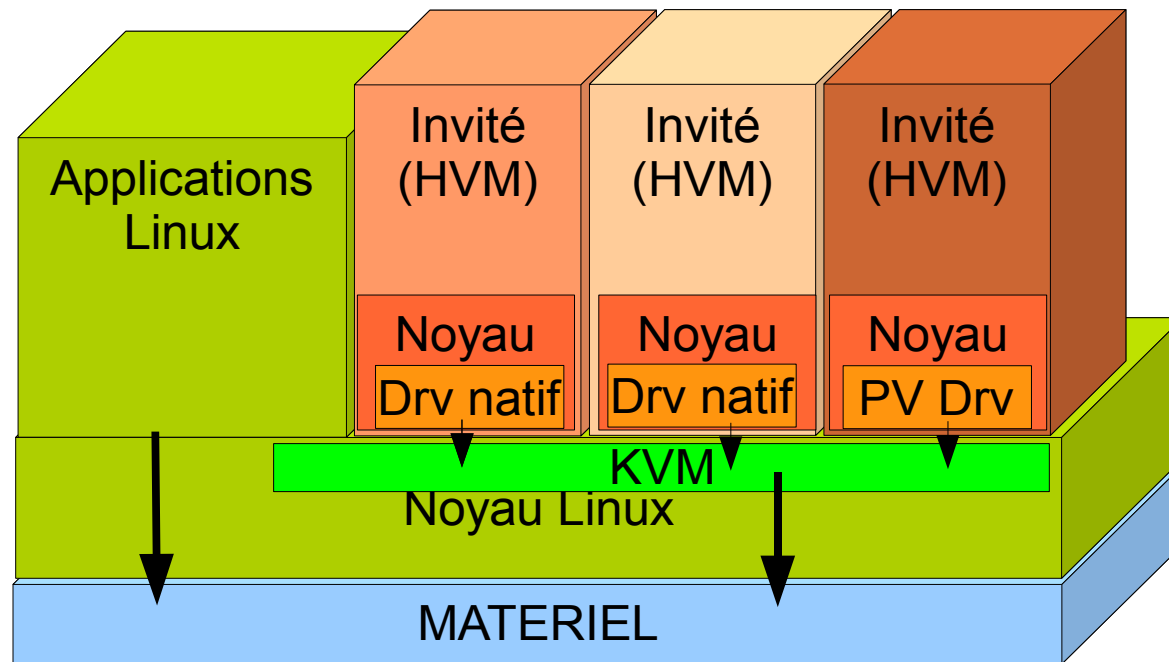 Applications
Linux
Invité
(HVM)
Noyau
Drv natif
Invité
(HVM)
Noyau
Drv natif
Invité
(HVM)
Noyau
PV Drv
KVM
Noyau Linux
MATERIEL